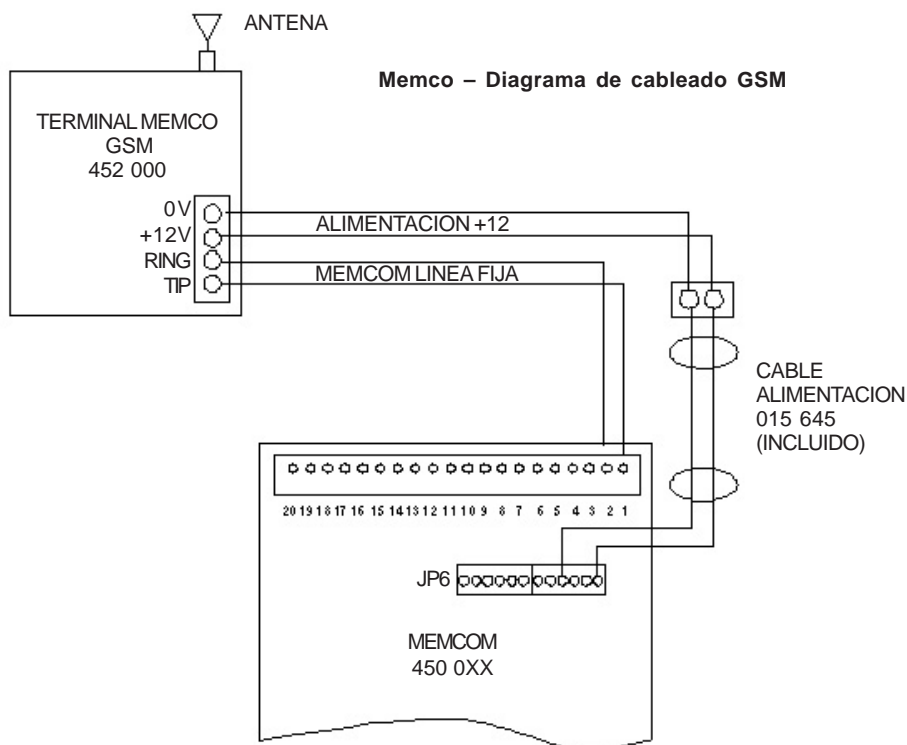 ANTENA
Memco – Diagrama de cableado GSM
TERMINAL MEMCO
GSM
452 000
0V
+12V
RING
TIP
ALIMENTACION +12
MEMCOM LINEA FIJA
CABLE
ALIMENTACION
015 645
(INCLUIDO)
20 19 18 17 16 15 14 13 12 11 10 9 8 7 6 5 4 3 2 1
JP6
MEMCOM
450 0XX